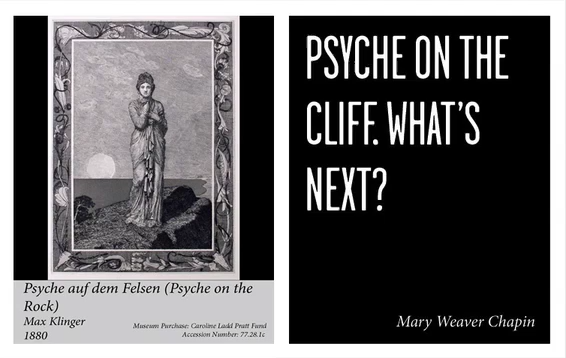 Psyche auf dem Felsen (Psyche on the
Rock)
Max Klinger
1880
Museum Purchase: Caroline Ladd Pratt Fund
Accession Number: 77.28.1c
PSYCHE ON THE
CLIFF. WHAT'S
NEXT?
Mary Weaver Chapin